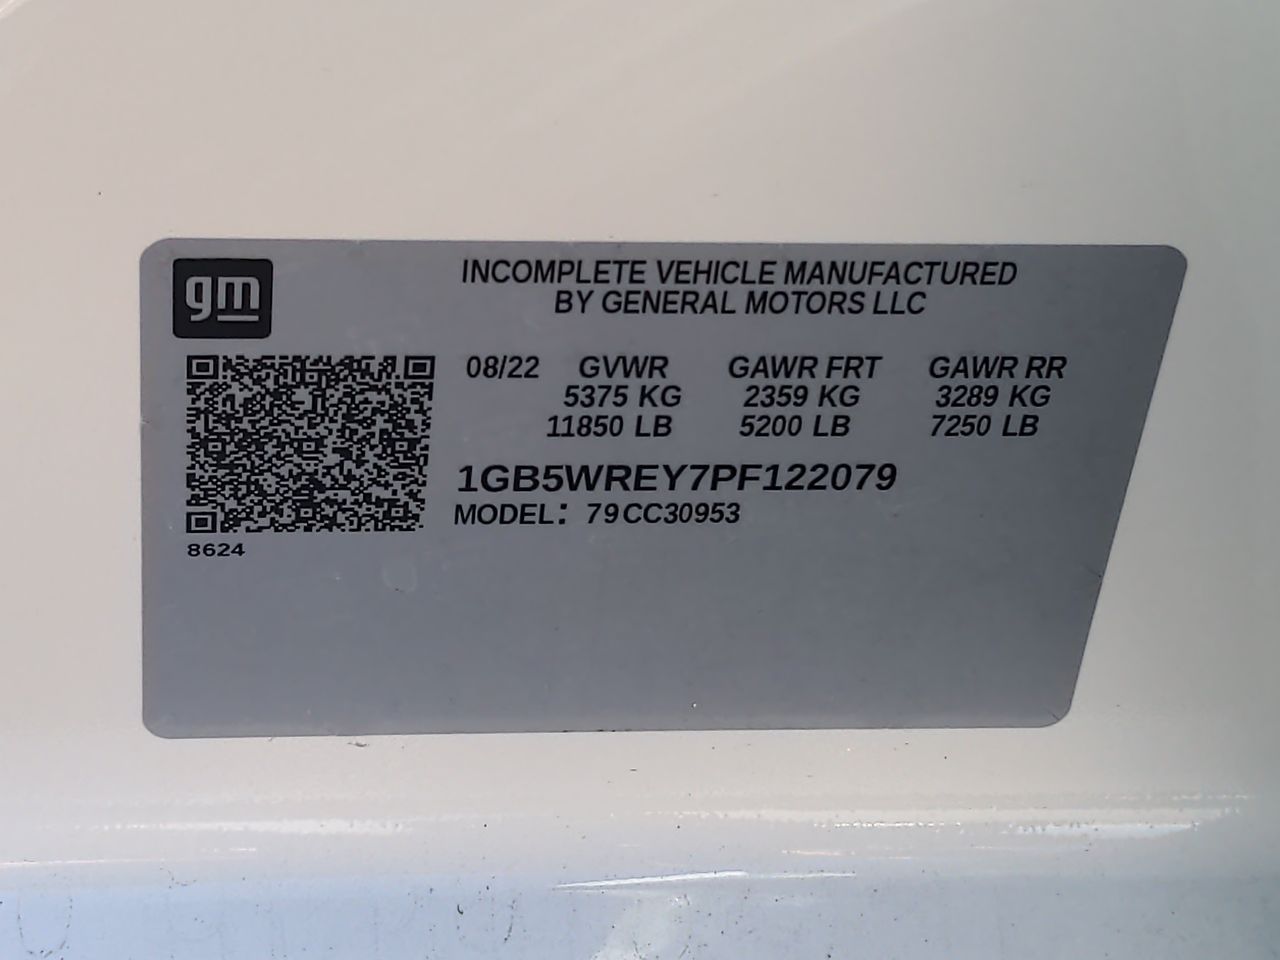 gm
INCOMPLETE VEHICLE MANUFACTURED
BY GENERAL MOTORS LLC
08/22 GVWR GAWR FRT GAWR RR
5375 KG 2359 KG 3289 KG
11850 LB 5200 LB 7250 LB
1GB5WREY7PF122079
MODEL: 79CC30953
8624